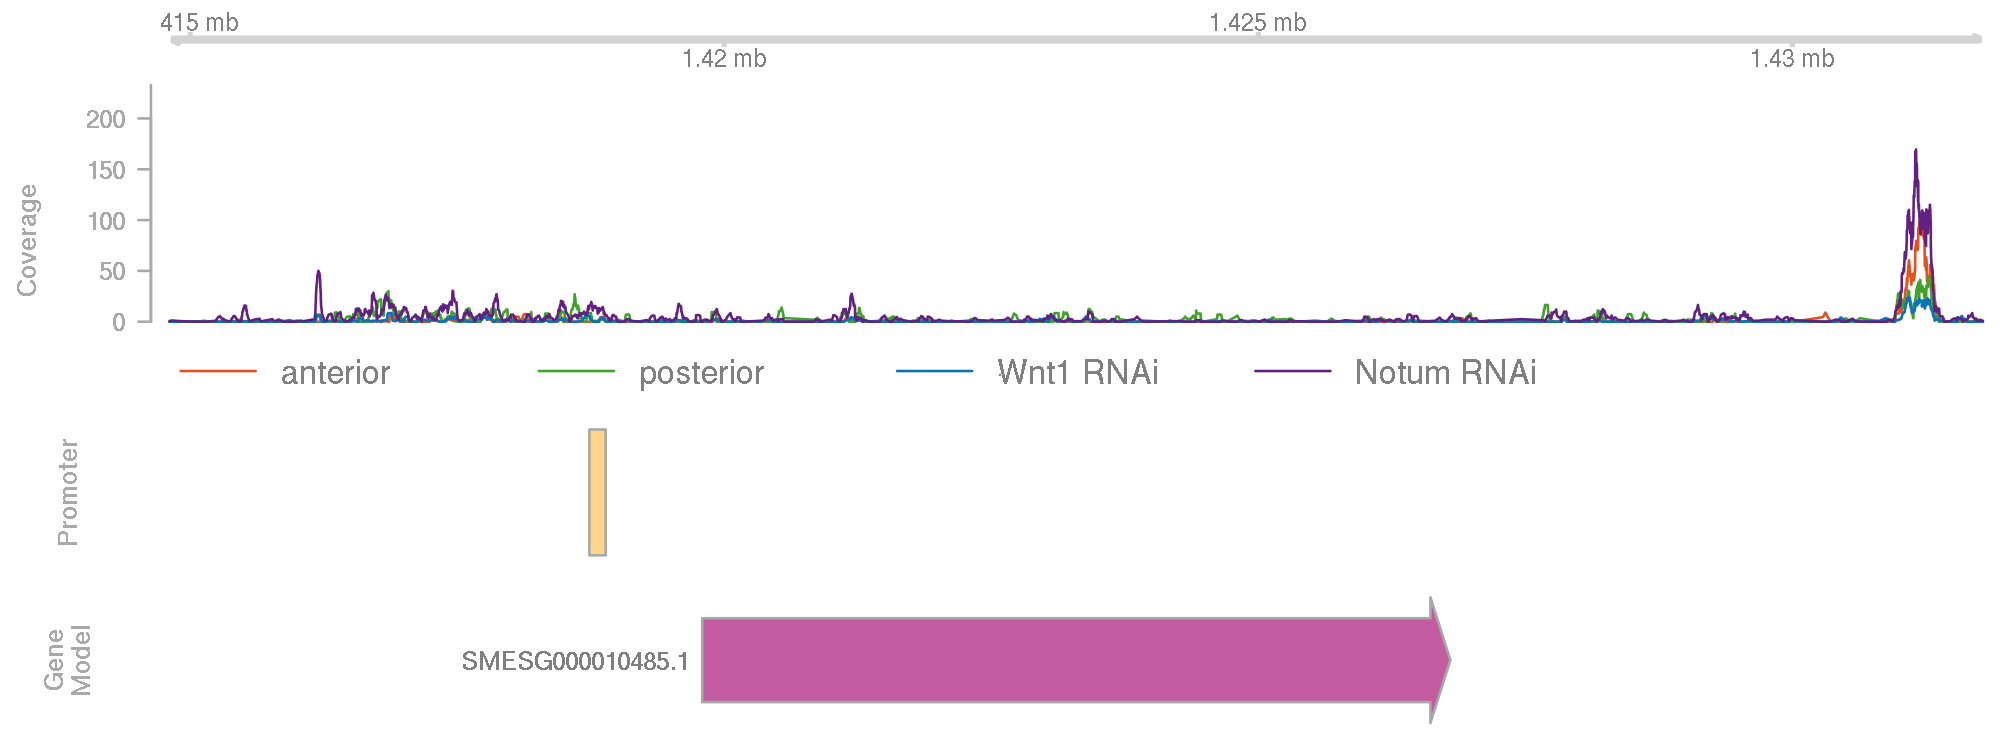 415 mb
1.425 mb
1.42 mb
1.43 mb
Coverage
200
150
100
50
0
anterior posterior Wnt1 RNAi Notum RNAi
Promoter
Gene
Model
SMESG000010485.1